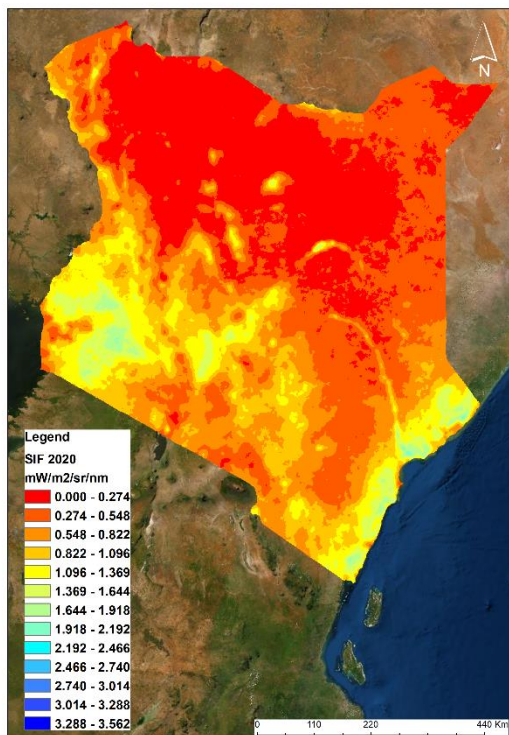 N
Legend
SIF 2020
mW/m2/sr/nm
0.000 - 0.274
0.274 - 0.548
0.548 - 0.822
0.822 - 1.096
1.096 - 1.369
1.369 - 1.644
1.644 - 1.918
1.918 - 2.192
2.192 - 2.466
2.466 - 2.740
2.740 - 3.014
3.014 - 3.288
3.288 - 3.562
0 110 220 440 Km